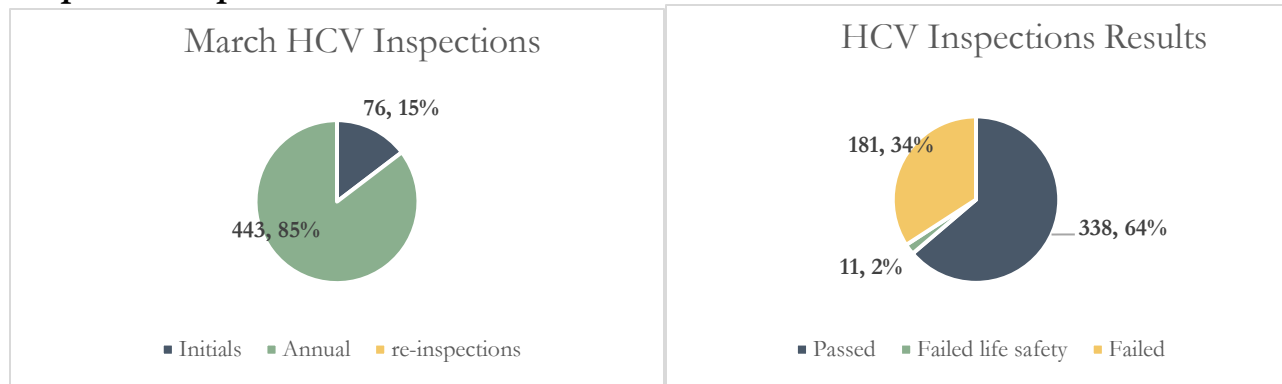 March HCV Inspections
76, 15%
443, 85%
Initials Annual re-inspections
HCV Inspections Results
181, 34%
338, 64%
11, 2%
Passed Failed life safety Failed